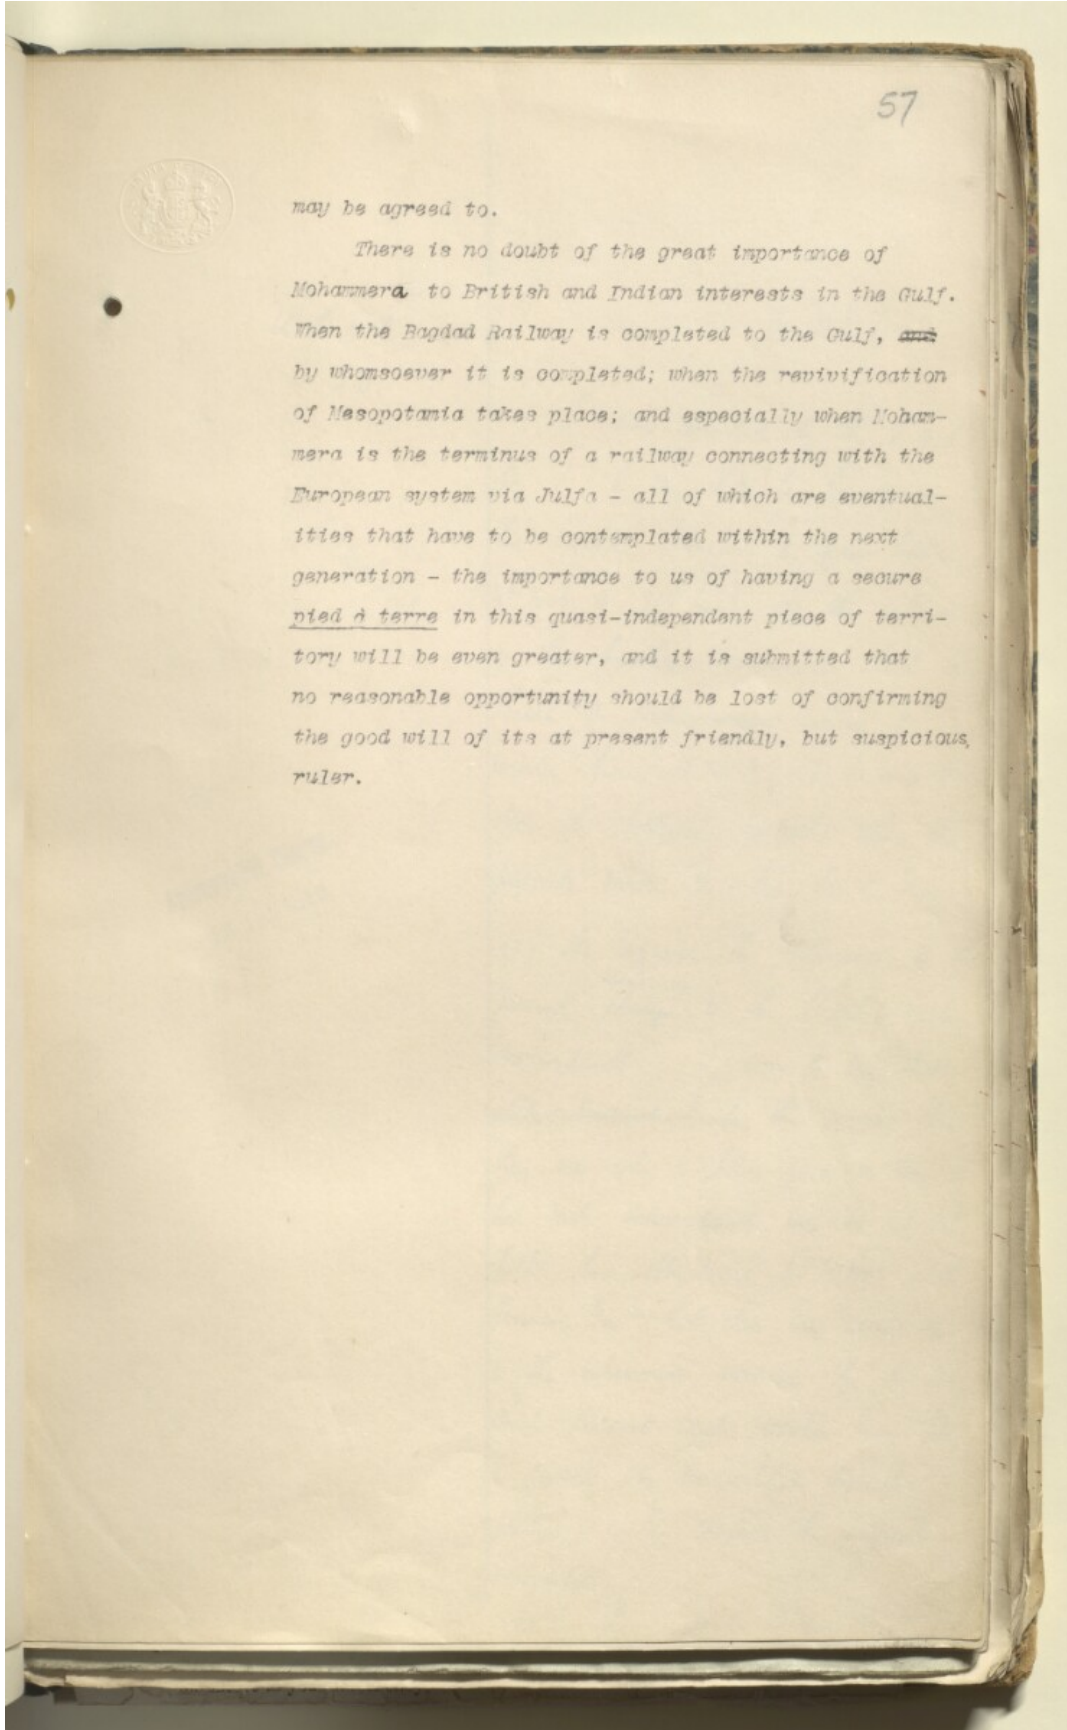 57
may be agreed to.
There is no doubt of the great importance of
Mohammera to British and Indian interests in the Gulf.
When the Bagdad Railway is completed to the Gulf, and
by whomsoever it is completed; when the revivification
of Mesopotamia takes place; and especially when Moham-
mera is the terminus of a railway connecting with the
European system via Julfa - all of which are eventual-
ities that have to be contemplated within the next
generation - the importance to us of having a secure
pied à terre in this quasi-independent piece of terri-
tory will be even greater, and it is submitted that
no reasonable opportunity should be lost of confirming
the good will of its at present friendly, but suspicious,
ruler.